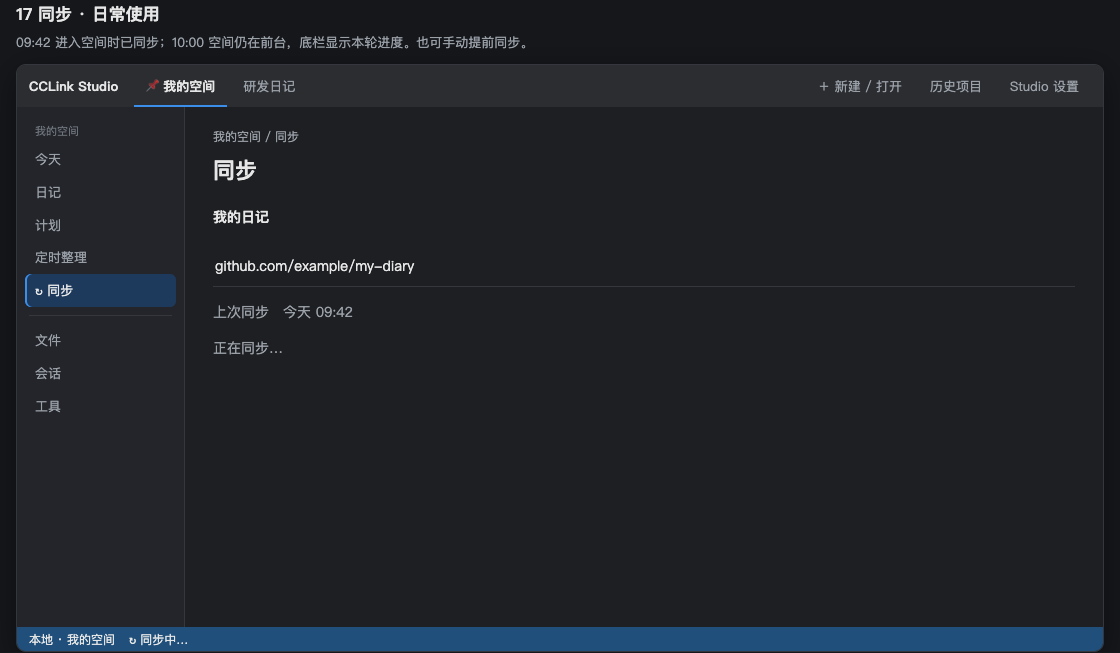 17 同步 · 日常使用
09:42 进入空间时已同步；10:00 空间仍在前台，底栏显示本轮进度。也可手动提前同步。
CCLink Studio 我的空间 研发日记 + 新建 / 打开 历史项目 Studio 设置
我的空间
今天
日记
计划
定时整理
↻ 同步
文件
会话
工具
我的空间 / 同步
同步
我的日记
github.com/example/my-diary
上次同步 今天 09:42
正在同步…
本地 · 我的空间 ↻ 同步中…